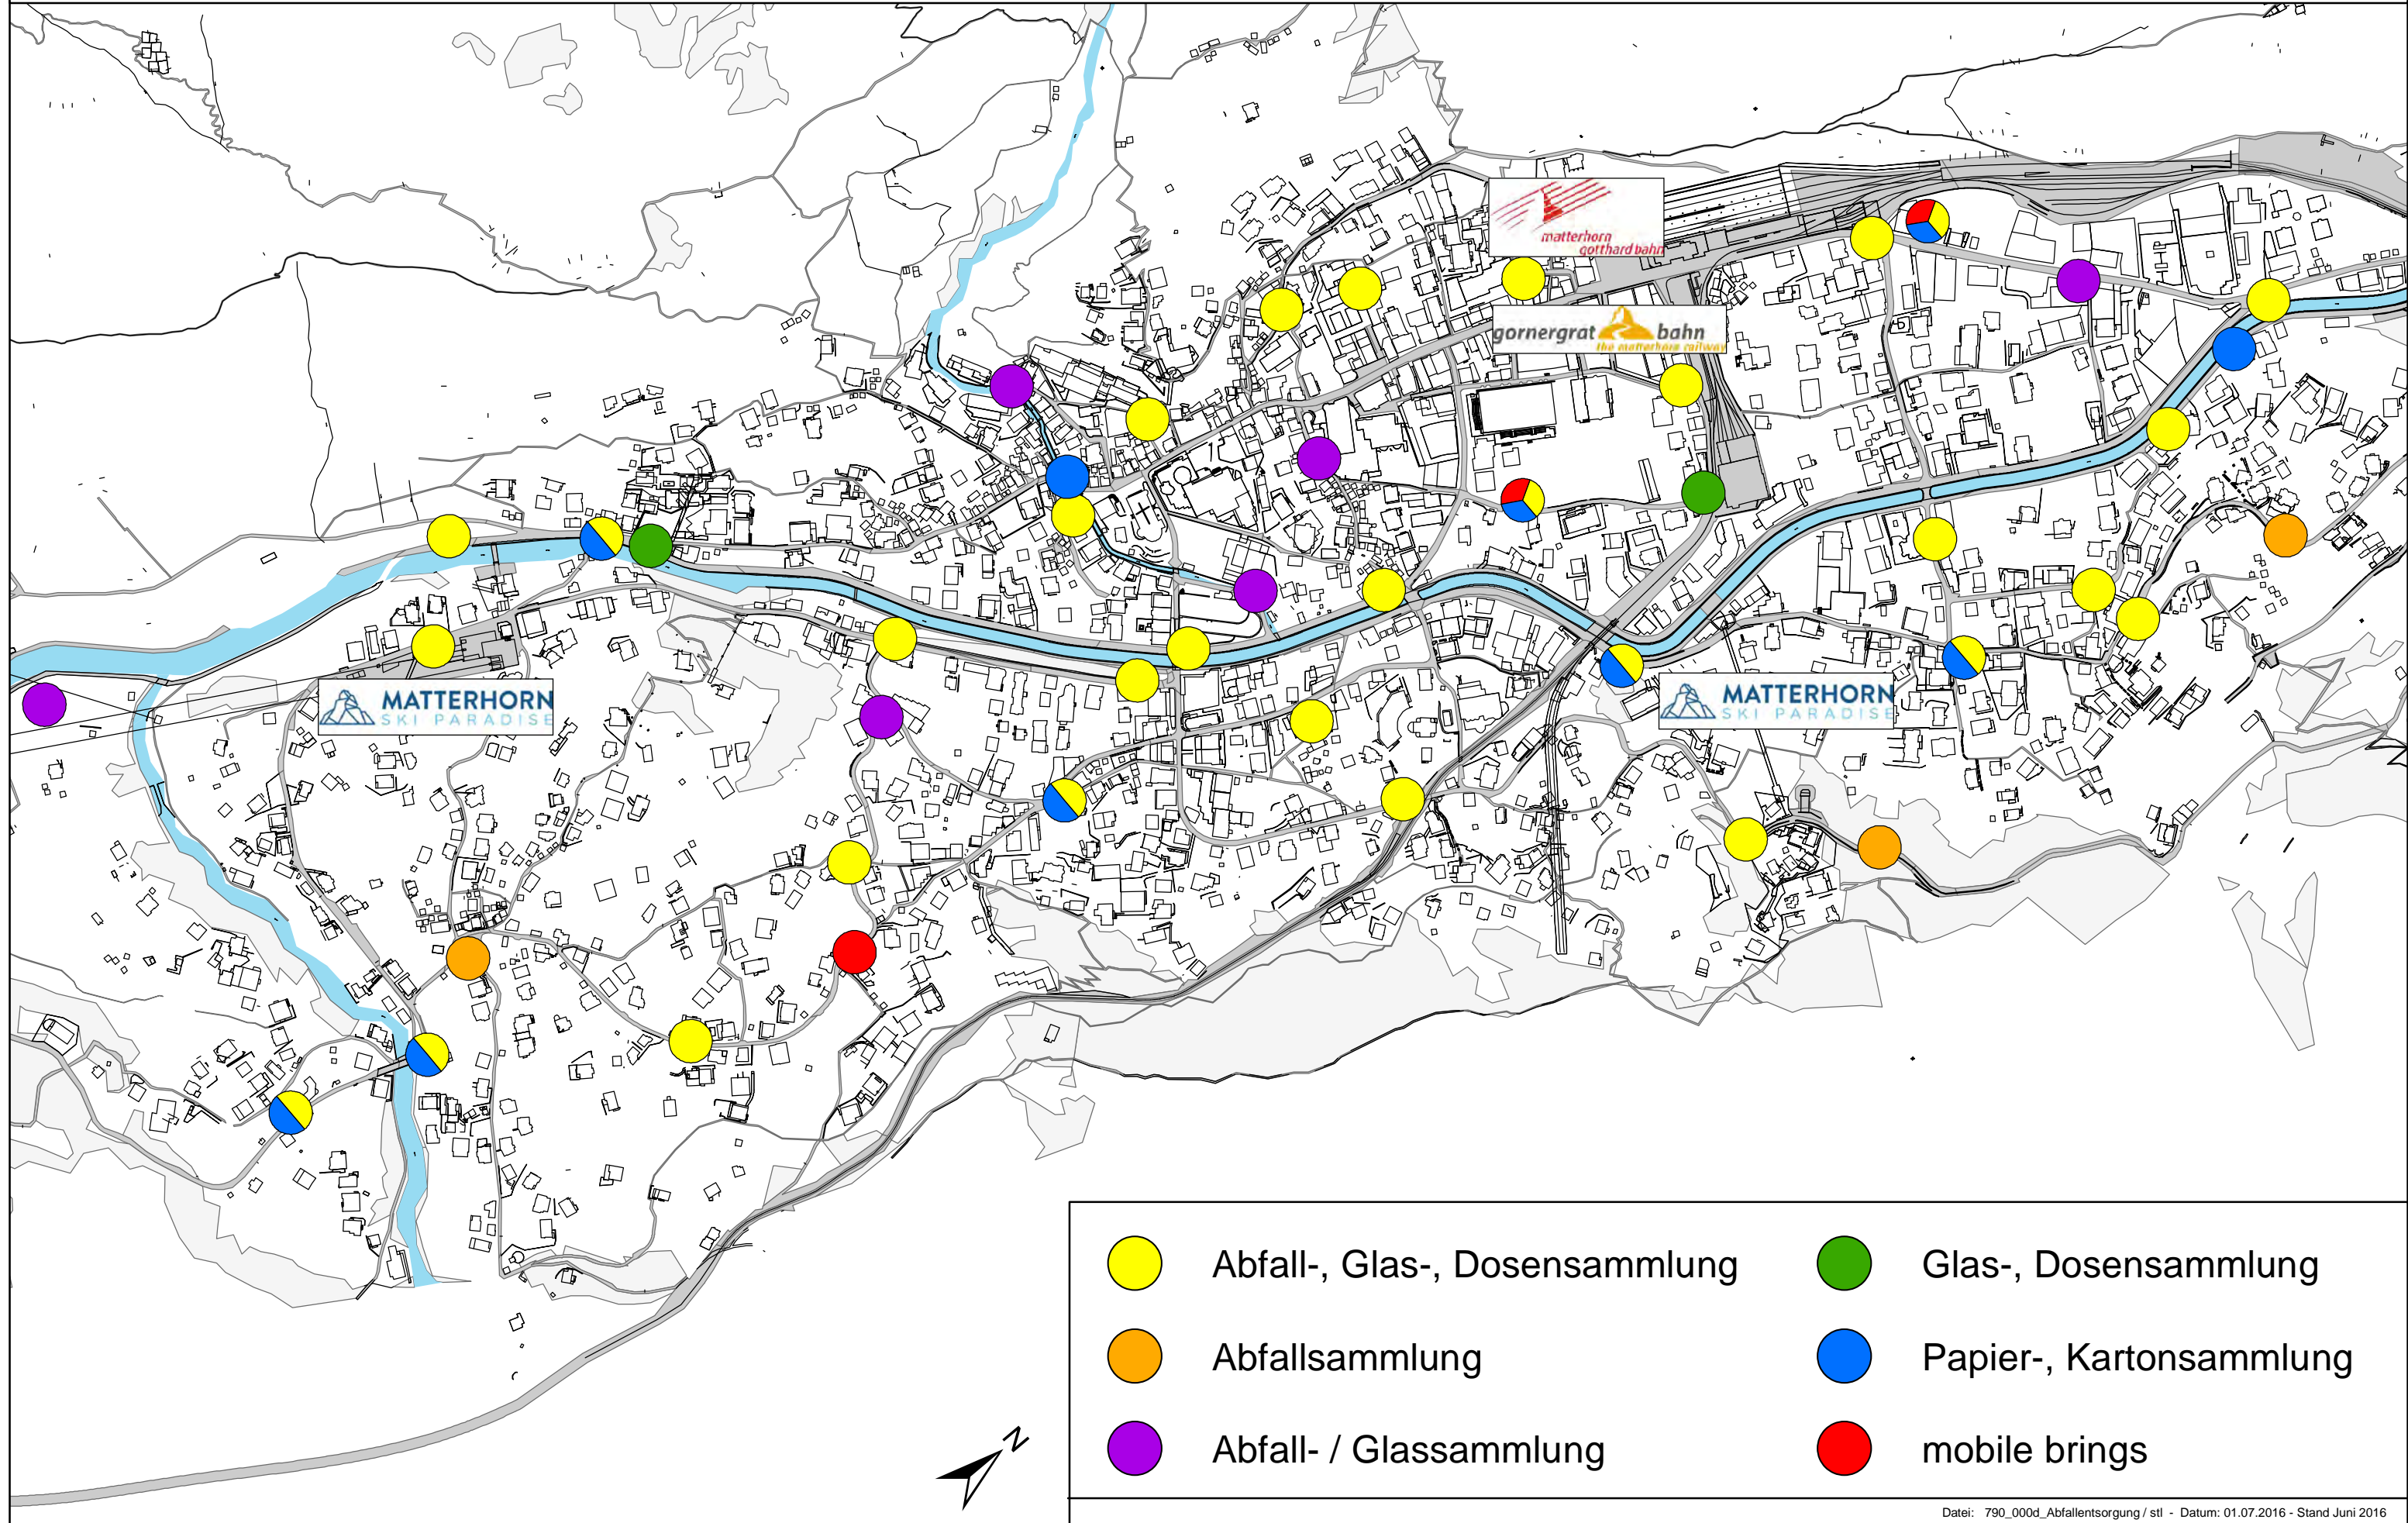 matterhorn
gotthard bahn
gornergrat bahn
the matterhorn railway
MATTERHORN
SKI PARADISE
MATTERHORN
SKI PARADISE
Abfall-, Glas-, Dosensammlung
Glas-, Dosensammlung
Abfallsammlung
Papier-, Kartonsammlung
Abfall- / Glassammlung
mobile brings
N
Datei: 790_000d_Abfallentsorgung / stl - Datum: 01.07.2016 - Stand Juni 2016